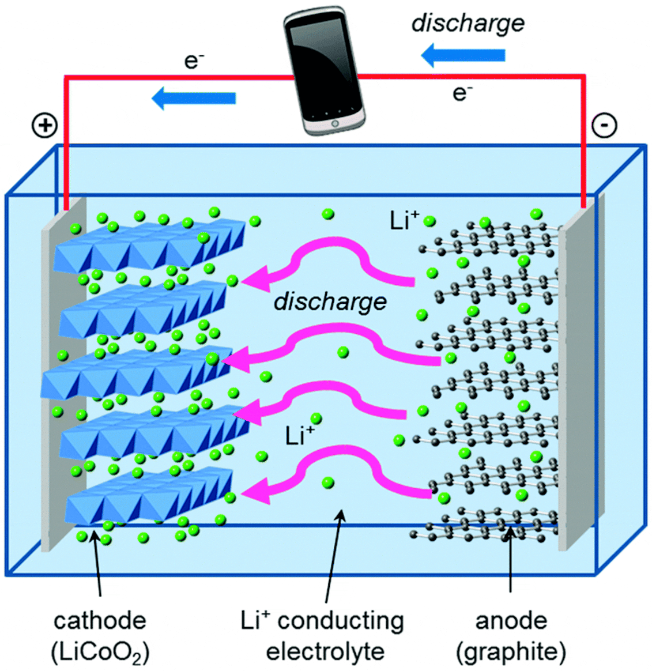 discharge
e⁻
e⁻
+
-
Li⁺
discharge
Li⁺
cathode
(LiCoO₂)
Li⁺ conducting
electrolyte
anode
(graphite)